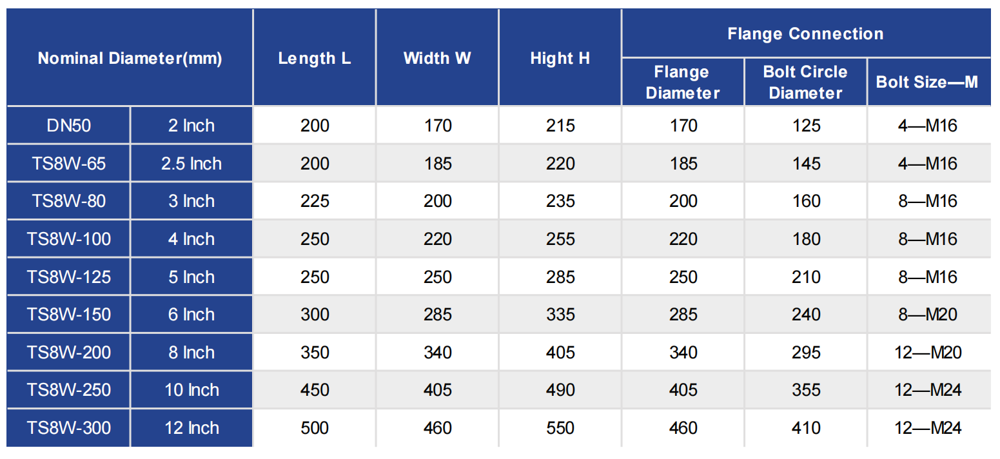 Nominal Diameter(mm) Length L Width W Hight H Flange Connection
Flange Diameter Bolt Circle Diameter Bolt Size—M
DN50 2 Inch 200 170 215 170 125 4—M16
TS8W-65 2.5 Inch 200 185 220 185 145 4—M16
TS8W-80 3 Inch 225 200 235 200 160 8—M16
TS8W-100 4 Inch 250 220 255 220 180 8—M16
TS8W-125 5 Inch 250 250 285 250 210 8—M16
TS8W-150 6 Inch 300 285 335 285 240 8—M20
TS8W-200 8 Inch 350 340 405 340 295 12—M20
TS8W-250 10 Inch 450 405 490 405 355 12—M24
TS8W-300 12 Inch 500 460 550 460 410 12—M24